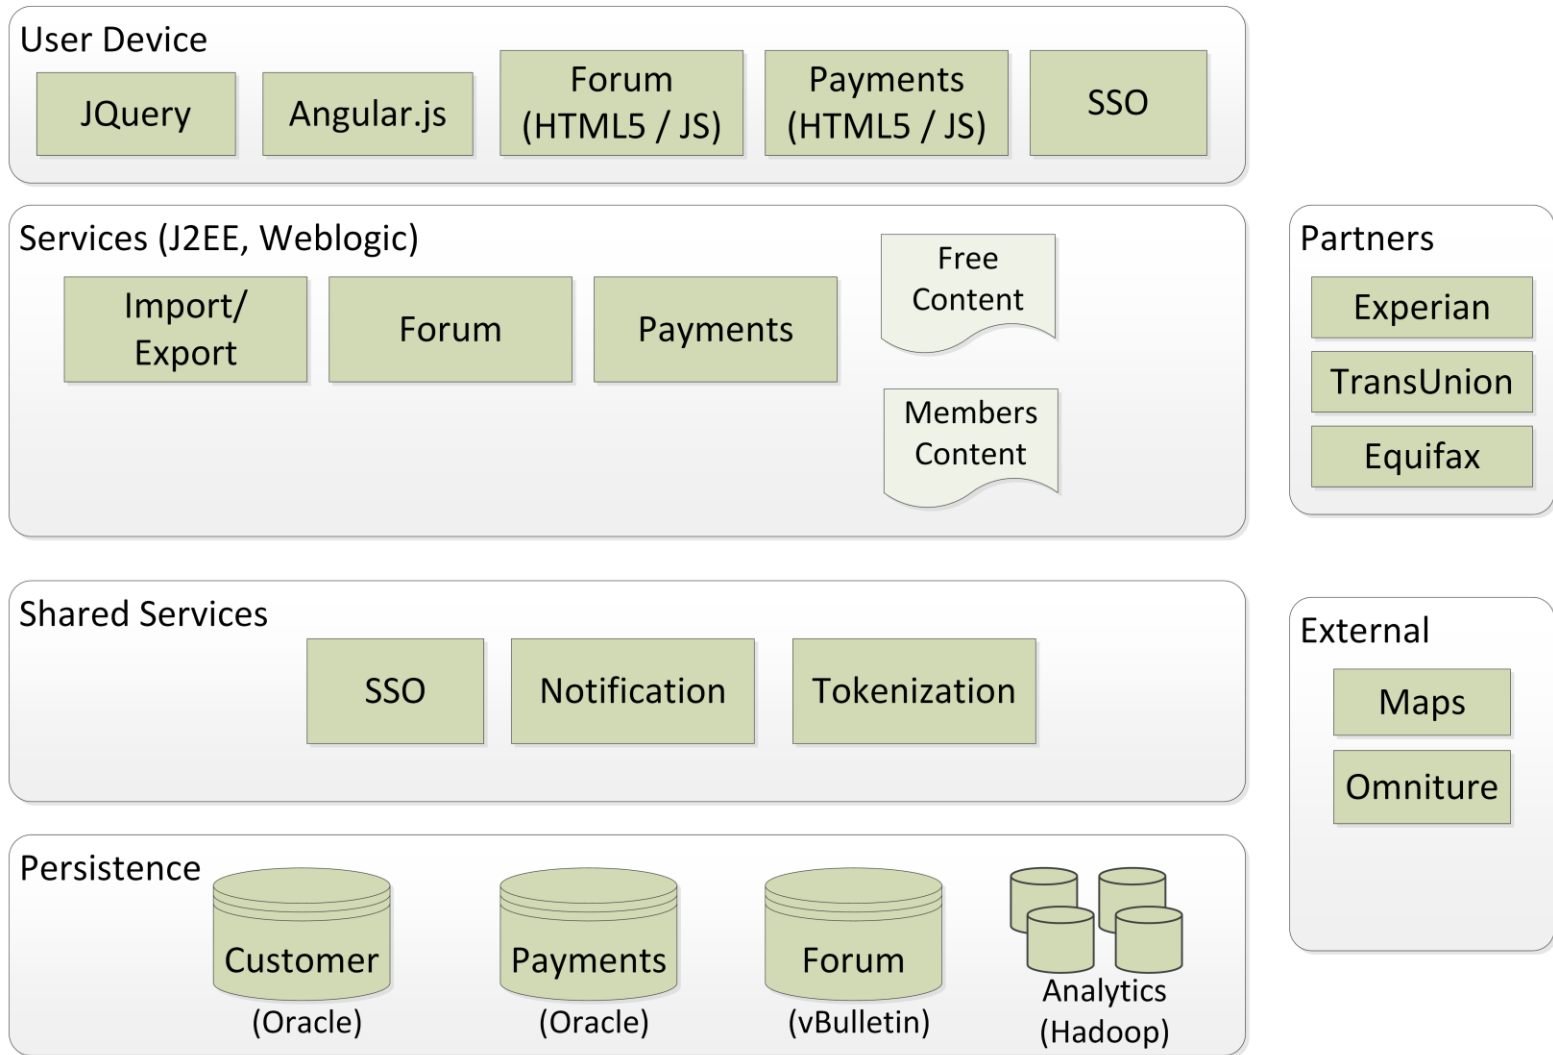 User Device
JQuery
Angular.js
Forum
(HTML5 / JS)
Payments
(HTML5 / JS)
SSO
Services (J2EE, Weblogic)
Import/
Export
Forum
Payments
Free
Content
Members
Content
Partners
Experian
TransUnion
Equifax
Shared Services
SSO
Notification
Tokenization
External
Maps
Omniture
Persistence
Customer
(Oracle)
Payments
(Oracle)
Forum
(vBulletin)
Analytics
(Hadoop)